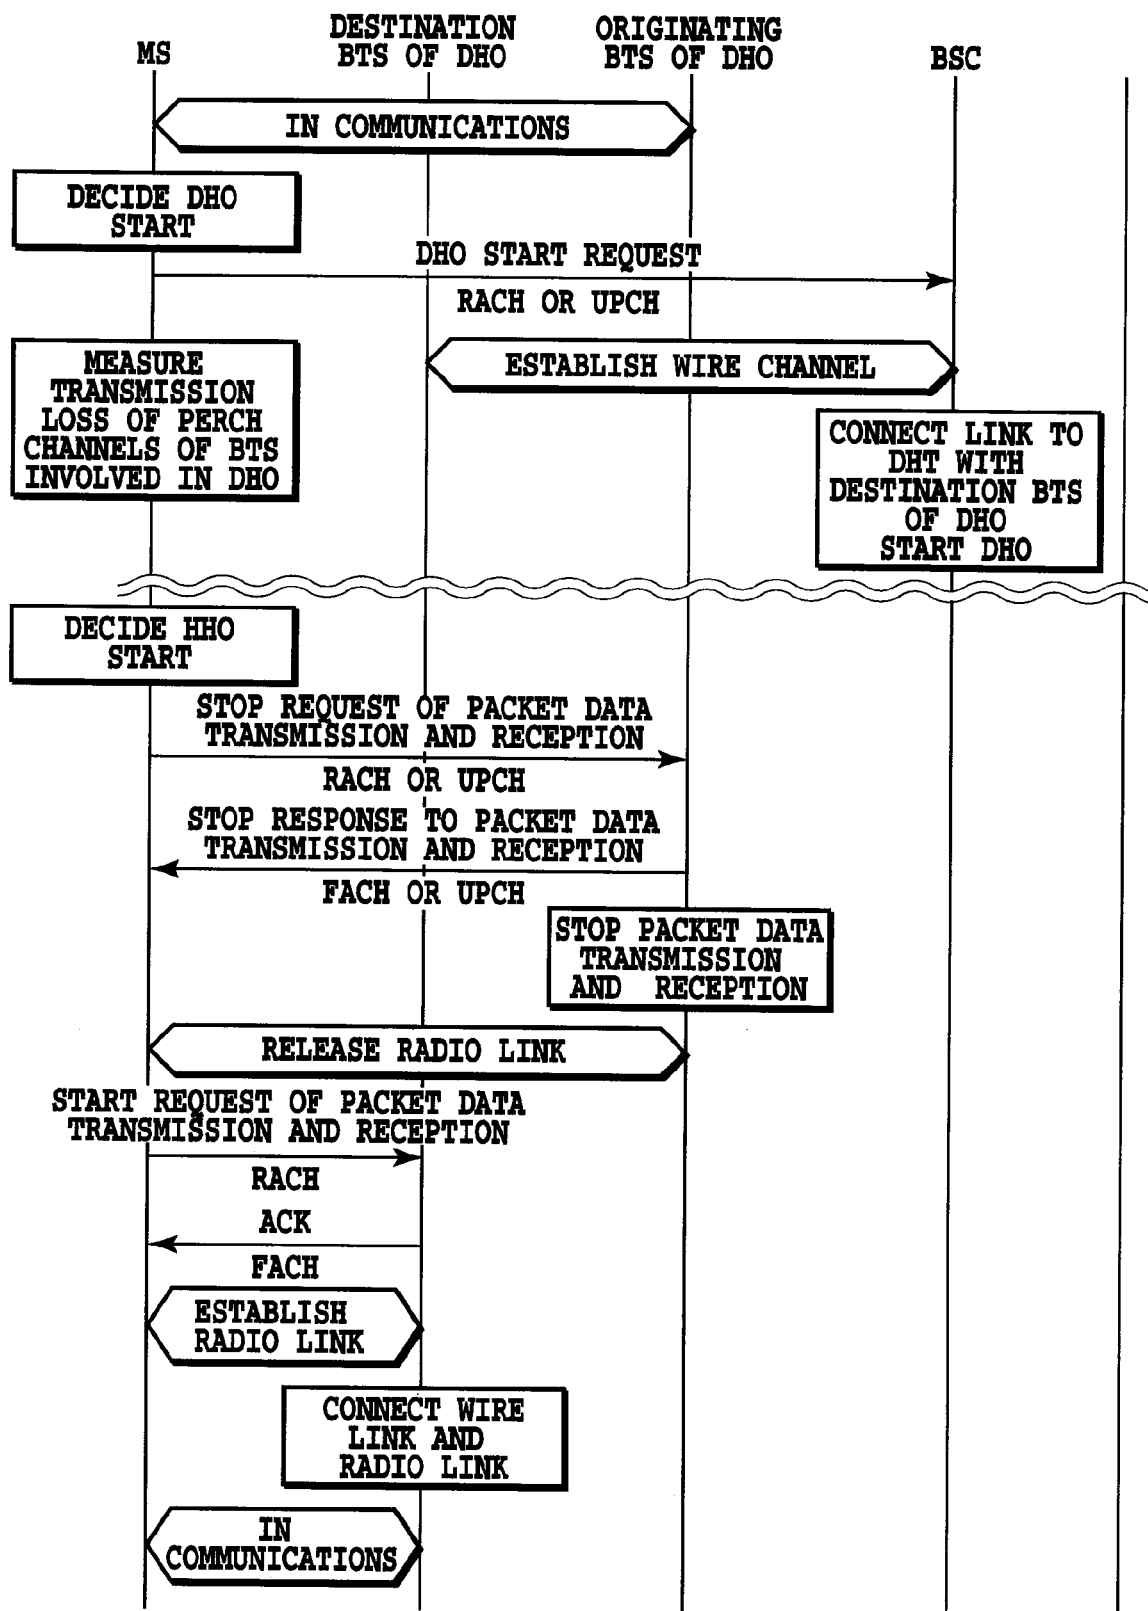 MS
DESTINATION
BTS OF DHO
ORIGINATING
BTS OF DHO
BSC
IN COMMUNICATIONS
DECIDE DHO
START
DHO START REQUEST
RACH OR UPCH
MEASURE
TRANSMISSION
LOSS OF PERCH
CHANNELS OF BTS
INVOLVED IN DHO
ESTABLISH WIRE CHANNEL
CONNECT LINK TO
DHT WITH
DESTINATION BTS
OF DHO
START DHO
DECIDE HHO
START
STOP REQUEST OF PACKET DATA
TRANSMISSION AND RECEPTION
RACH OR UPCH
STOP RESPONSE TO PACKET DATA
TRANSMISSION AND RECEPTION
FACH OR UPCH
STOP PACKET DATA
TRANSMISSION
AND RECEPTION
RELEASE RADIO LINK
START REQUEST OF PACKET DATA
TRANSMISSION AND RECEPTION
RACH
ACK
FACH
ESTABLISH
RADIO LINK
CONNECT WIRE
LINK AND
RADIO LINK
IN
COMMUNICATIONS